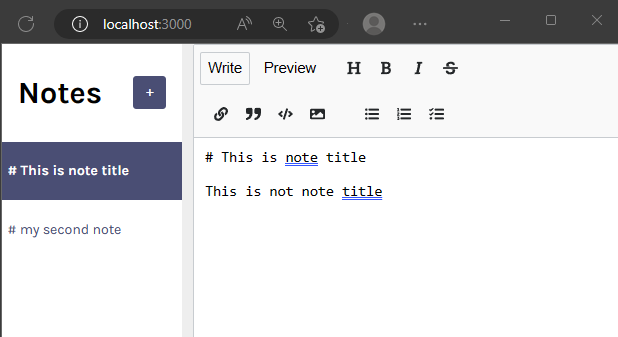 localhost:3000
Notes
+
Write Preview H B I S
# This is note title
# my second note
# This is note title
This is not note title